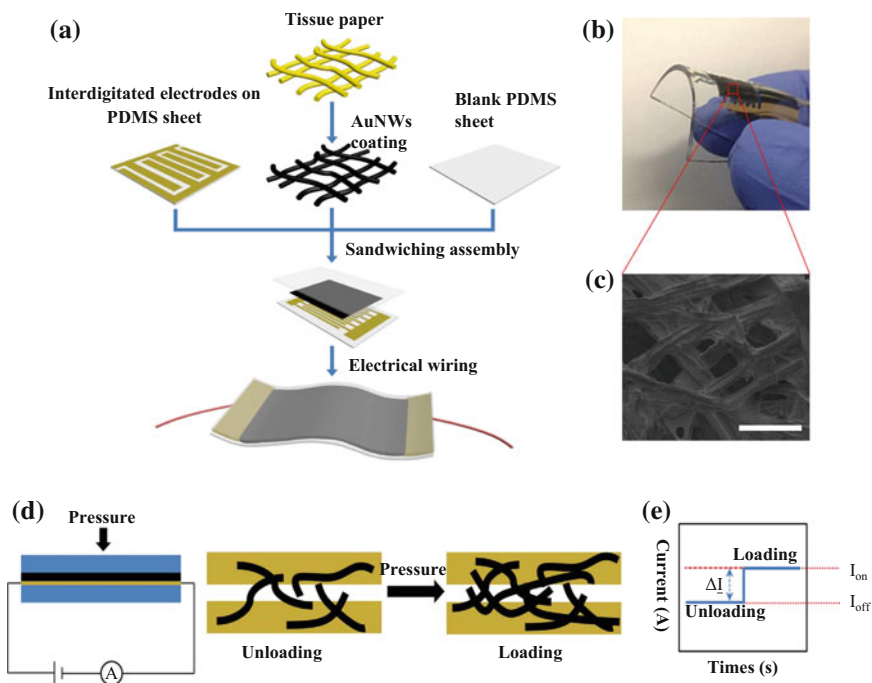 (a)
Tissue paper
Interdigitated electrodes on
PDMS sheet
AuNWs
coating
Blank PDMS
sheet
Sandwiching assembly
Electrical wiring
(b)
(c)
(d)
Pressure
A
Unloading
Pressure
Loading
(e)
Current (A)
Loading
ΔI
Unloading
I_on
I_off
Times (s)